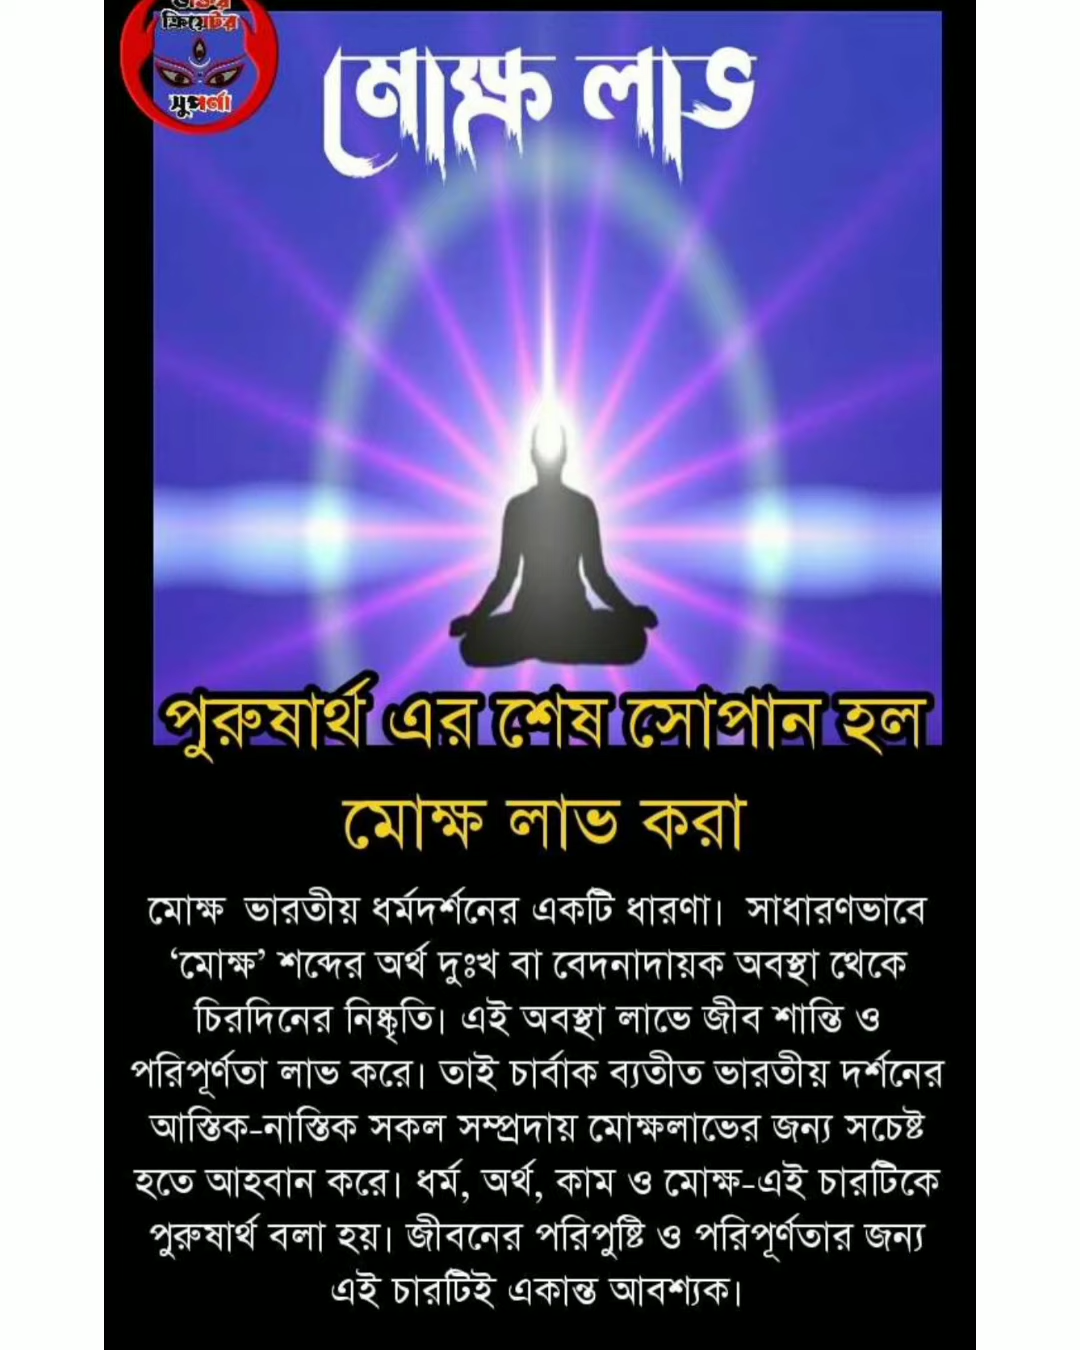 ভক্তির
ক্রিয়েটর
সুপর্ণা
মোক্ষ লাভ
পুরুষার্থ এর শেষ সোপান হল
মোক্ষ লাভ করা
মোক্ষ ভারতীয় ধর্মদর্শনের একটি ধারণা। সাধারণভাবে
‘মোক্ষ’ শব্দের অর্থ দুঃখ বা বেদনাদায়ক অবস্থা থেকে
চিরদিনের নিষ্কৃতি। এই অবস্থা লাভে জীব শান্তি ও
পরিপূর্ণতা লাভ করে। তাই চার্বাক ব্যতীত ভারতীয় দর্শনের
আস্তিক-নাস্তিক সকল সম্প্রদায় মোক্ষলাভের জন্য সচেষ্ট
হতে আহবান করে। ধর্ম, অর্থ, কাম ও মোক্ষ-এই চারটিকে
পুরুষার্থ বলা হয়। জীবনের পরিপুষ্টি ও পরিপূর্ণতার জন্য
এই চারটিই একান্ত আবশ্যক।